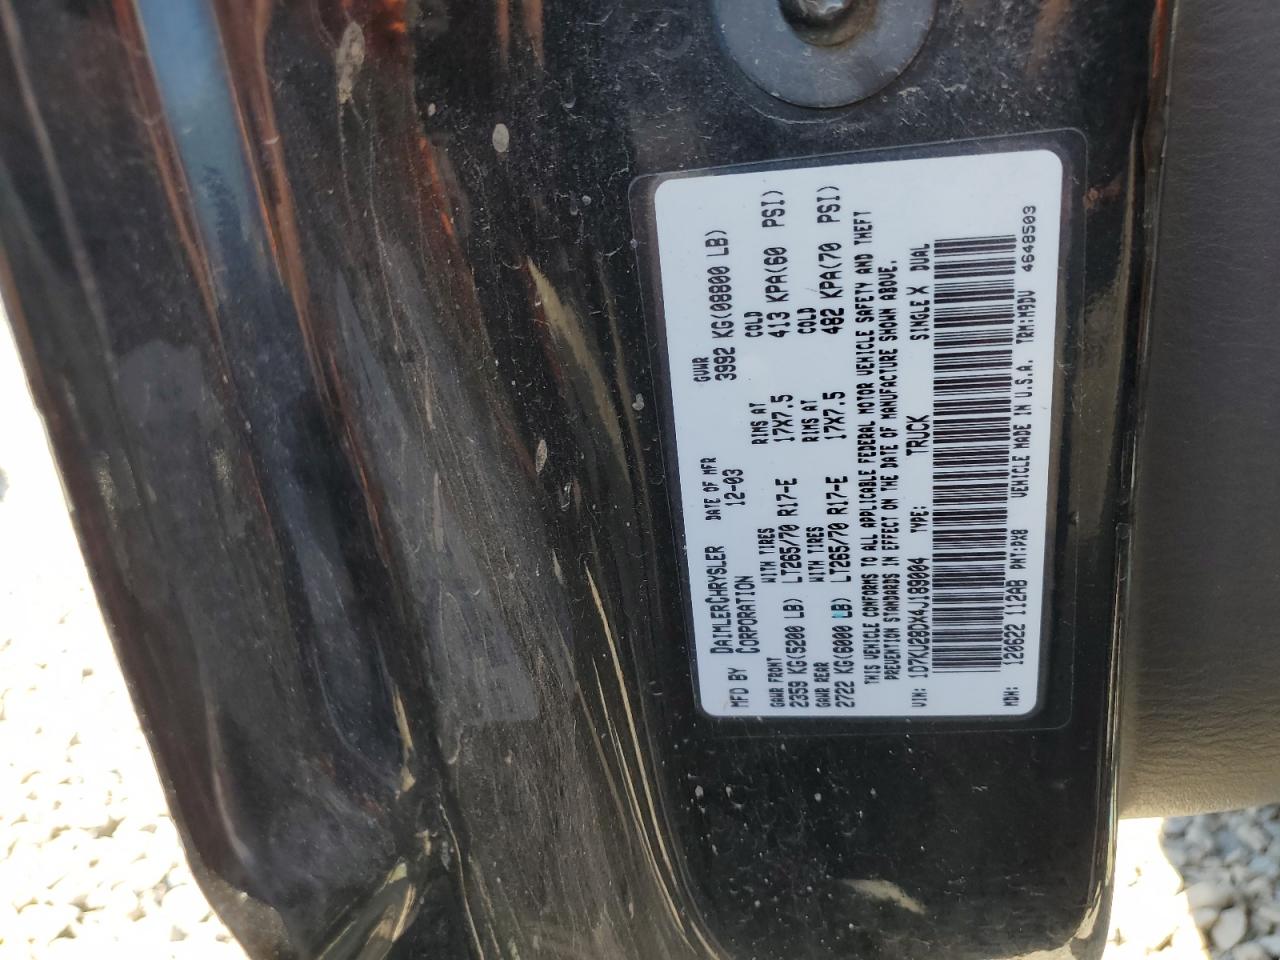 MFD BY DAIMLERCHRYSLER CORPORATION DATE OF MFR 12-03 GVWR 3992 KG(08800 LB)
GAWR FRONT WITH TIRES RIMS AT COLD
2359 KG(5200 LB) LT265/70 R17-E 17X7.5 413 KPA(60 PSI)
GAWR REAR WITH TIRES RIMS AT COLD
2722 KG(6000 LB) LT265/70 R17-E 17X7.5 482 KPA(70 PSI)
THIS VEHICLE CONFORMS TO ALL APPLICABLE FEDERAL MOTOR VEHICLE SAFETY AND THEFT
PREVENTION STANDARDS IN EFFECT ON THE DATE OF MANUFACTURE SHOWN ABOVE.
VIN: 1D7KU28DX4J189004 TYPE: TRUCK SINGLE X DUAL
MDH: 120622 112AB PNT:PX8 VEHICLE MADE IN U.S.A. TRM:M9DV 4648503